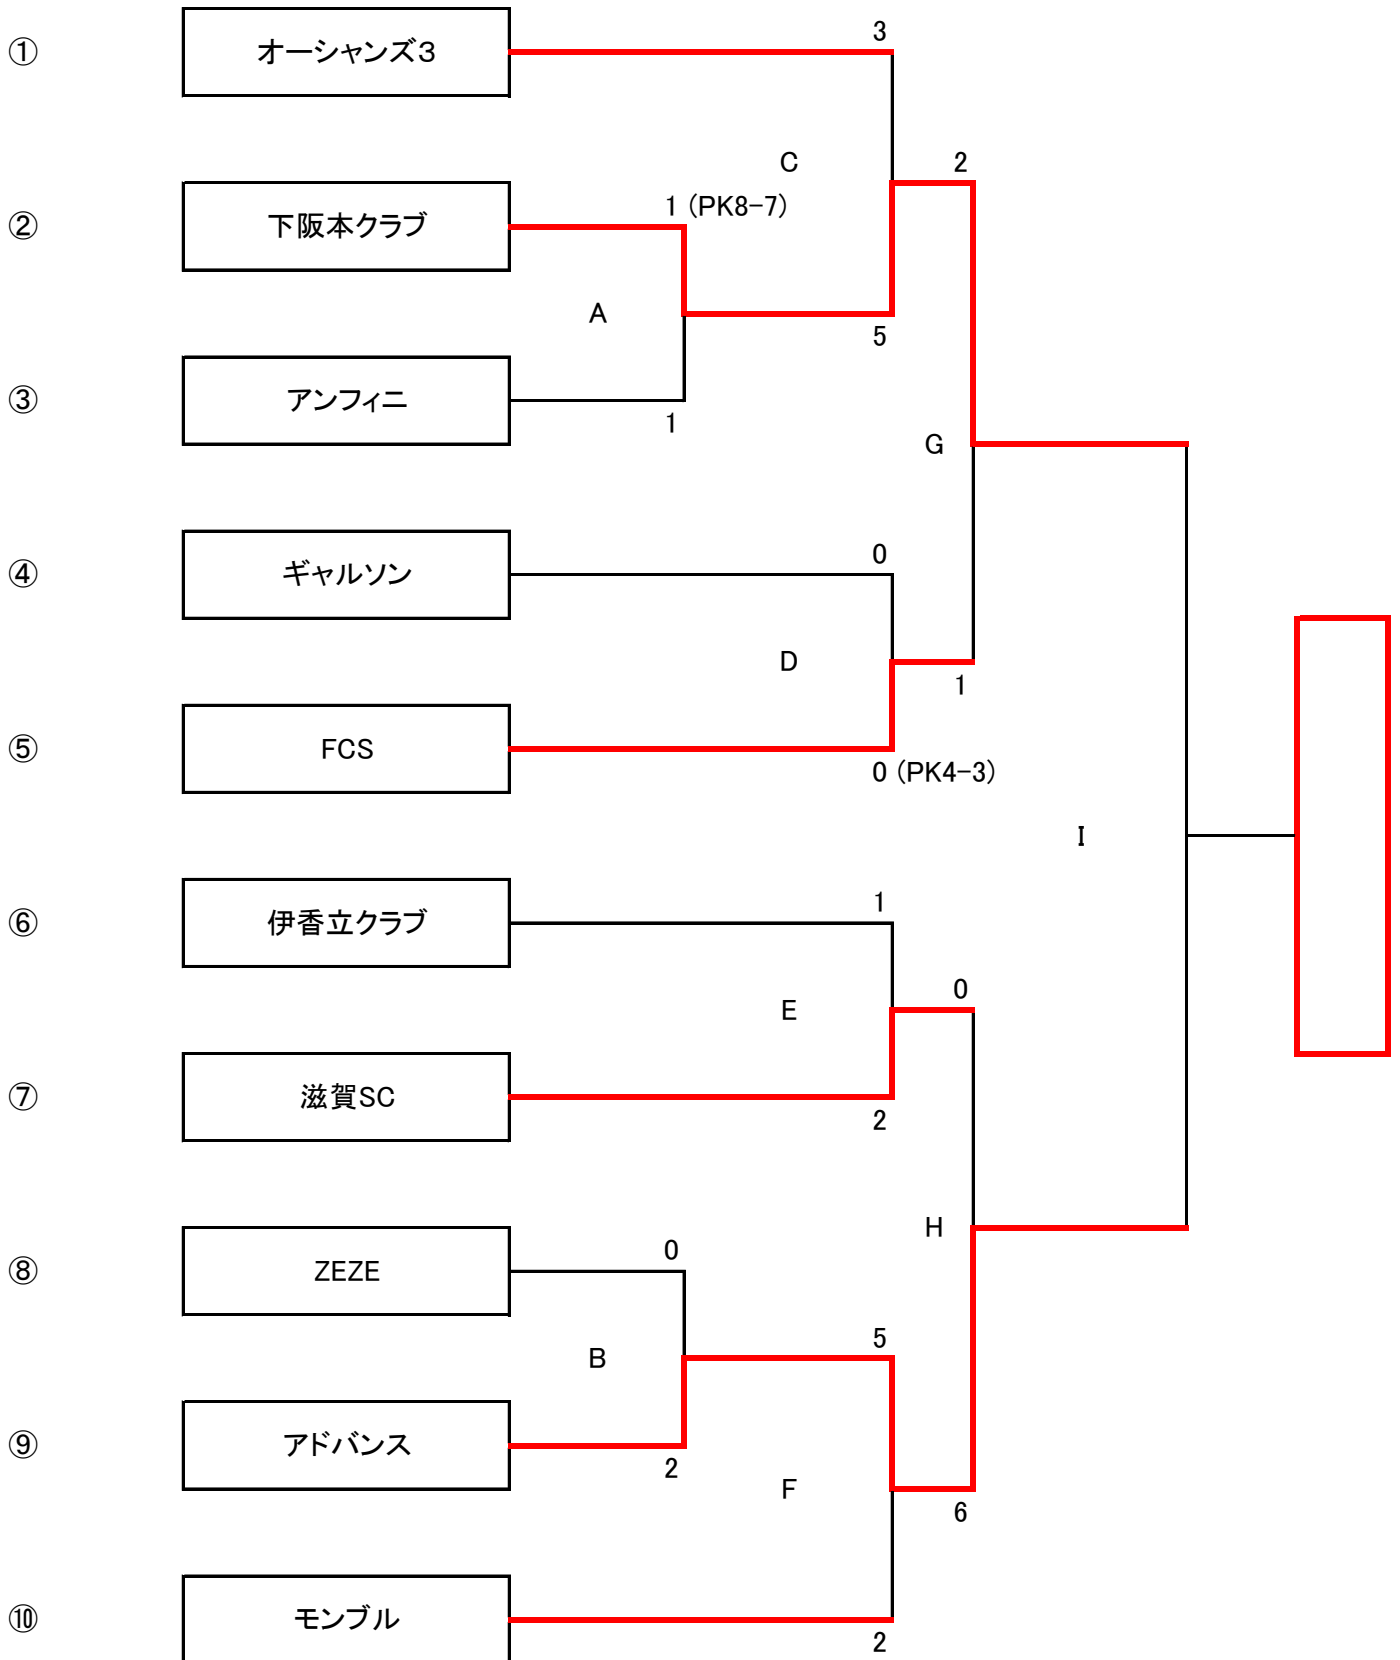 ① オーシャンズ３ 3
C 2
② 下阪本クラブ 1 (PK8-7)
A 5
③ アンフィニ 1
G
④ ギャルソン 0
D 1
⑤ FCS 0 (PK4-3)
I
⑥ 伊香立クラブ 1
E 0
⑦ 滋賀SC 2
H
⑧ ZEZE 0
B 5
⑨ アドバンス 2
F 6
⑩ モンブル 2